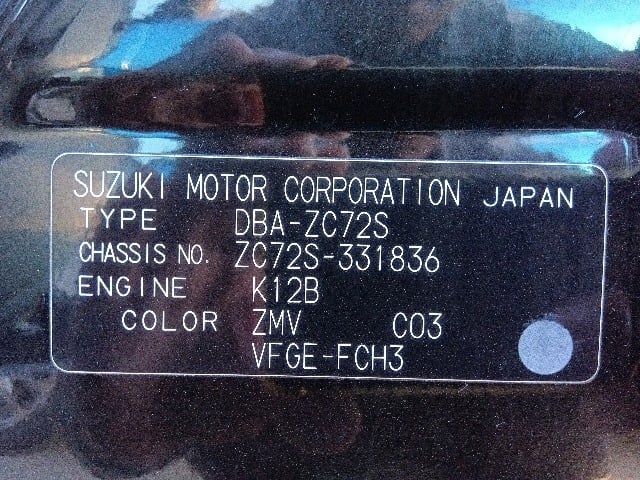 SUZUKI MOTOR CORPORATION JAPAN
TYPE DBA-ZC72S
CHASSIS NO. ZC72S-331836
ENGINE K12B
COLOR ZMV C03
VFGE-FCH3